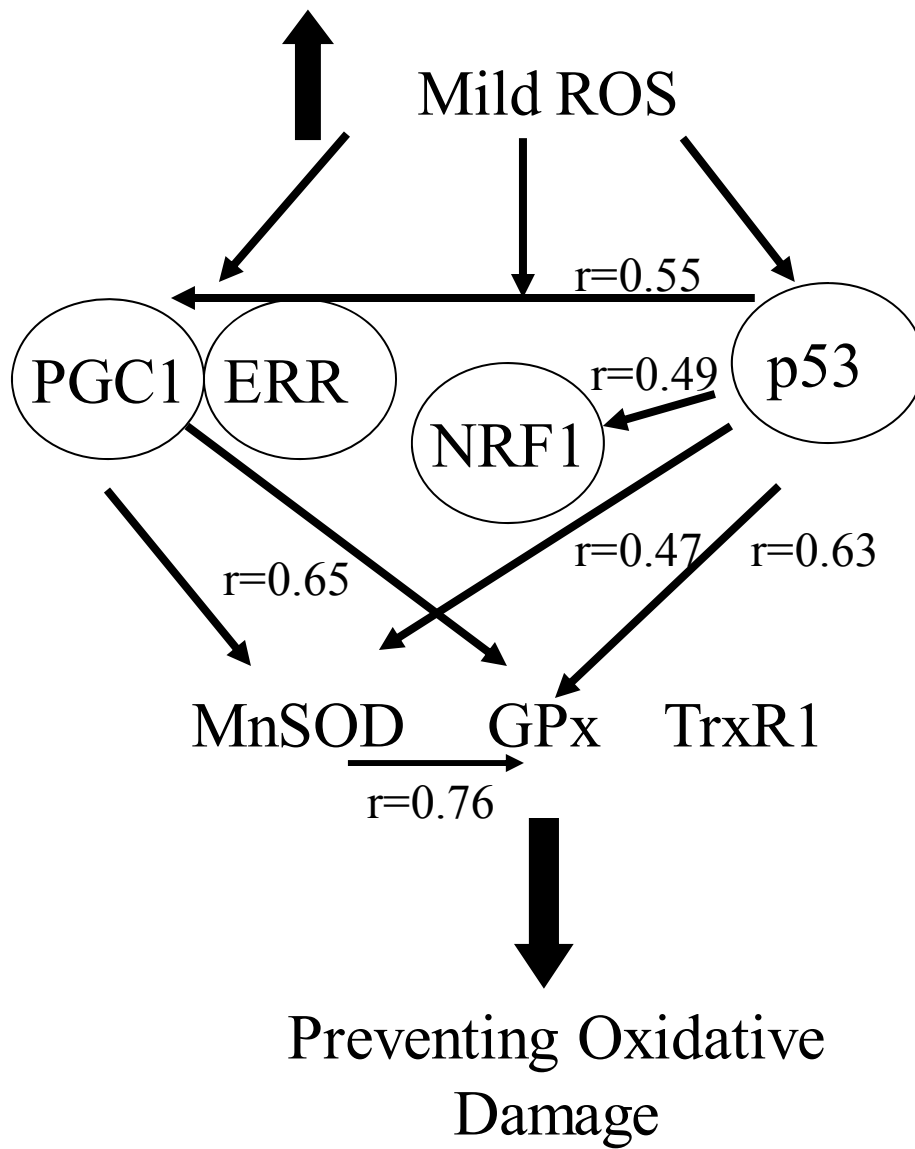 Mild ROS
r=0.55
PGC1
ERR
r=0.49
p53
NRF1
r=0.65
r=0.47
r=0.63
MnSOD
GPx
TrxR1
r=0.76
Preventing Oxidative
Damage